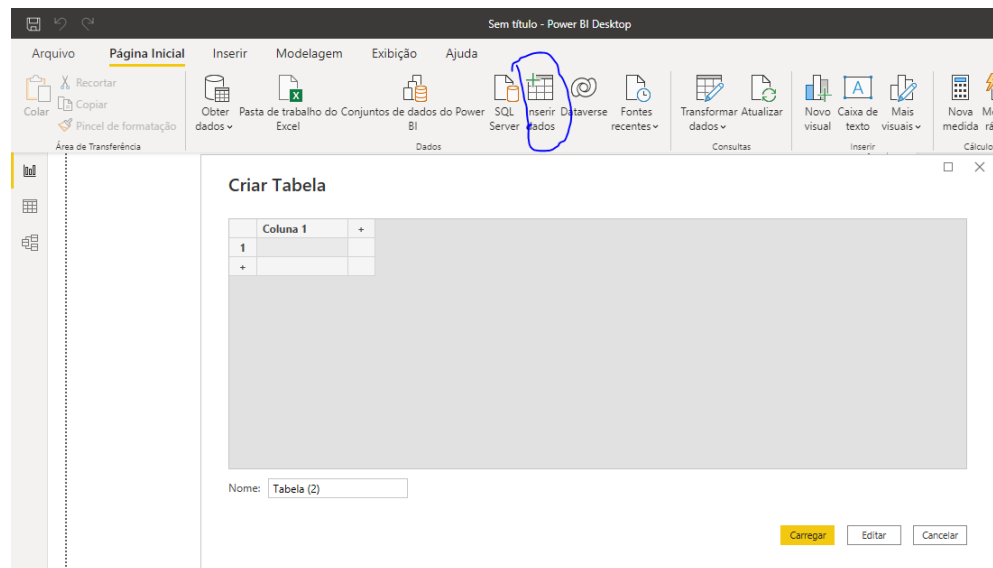 Sem título - Power BI Desktop
Arquivo Página Inicial Inserir Modelagem Exibição Ajuda
Colar
Recortar
Copiar
Pincel de formatação
Área de Transferência
Obter dados
Pasta de trabalho do Excel
Conjuntos de dados do Power BI
SQL Server
Inserir dados
Dataverse
Fontes recentes
Dados
Transformar dados
Atualizar
Consultas
Novo visual
Caixa de texto
Mais visuais
Inserir
Nova medida
Criar Tabela
Coluna 1 +
1
+
Nome: Tabela (2)
Carregar Editar Cancelar